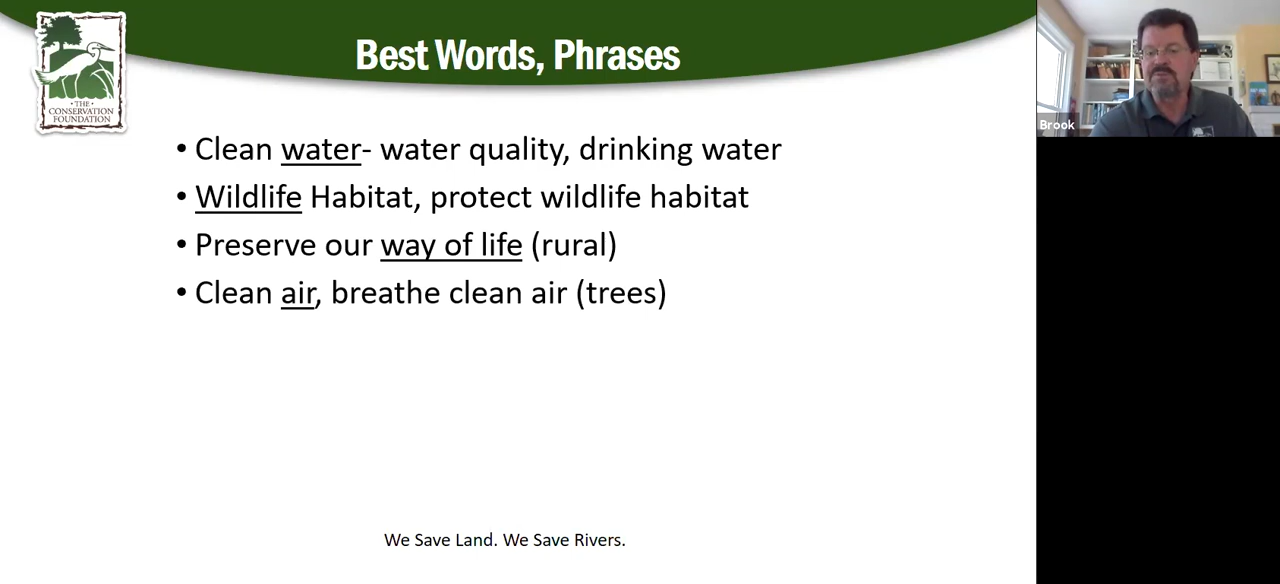 Best Words, Phrases
• THE •
CONSERVATION
FOUNDATION
• Clean water- water quality, drinking water
• Wildlife Habitat, protect wildlife habitat
• Preserve our way of life (rural)
• Clean air, breathe clean air (trees)
We Save Land. We Save Rivers.
Brook